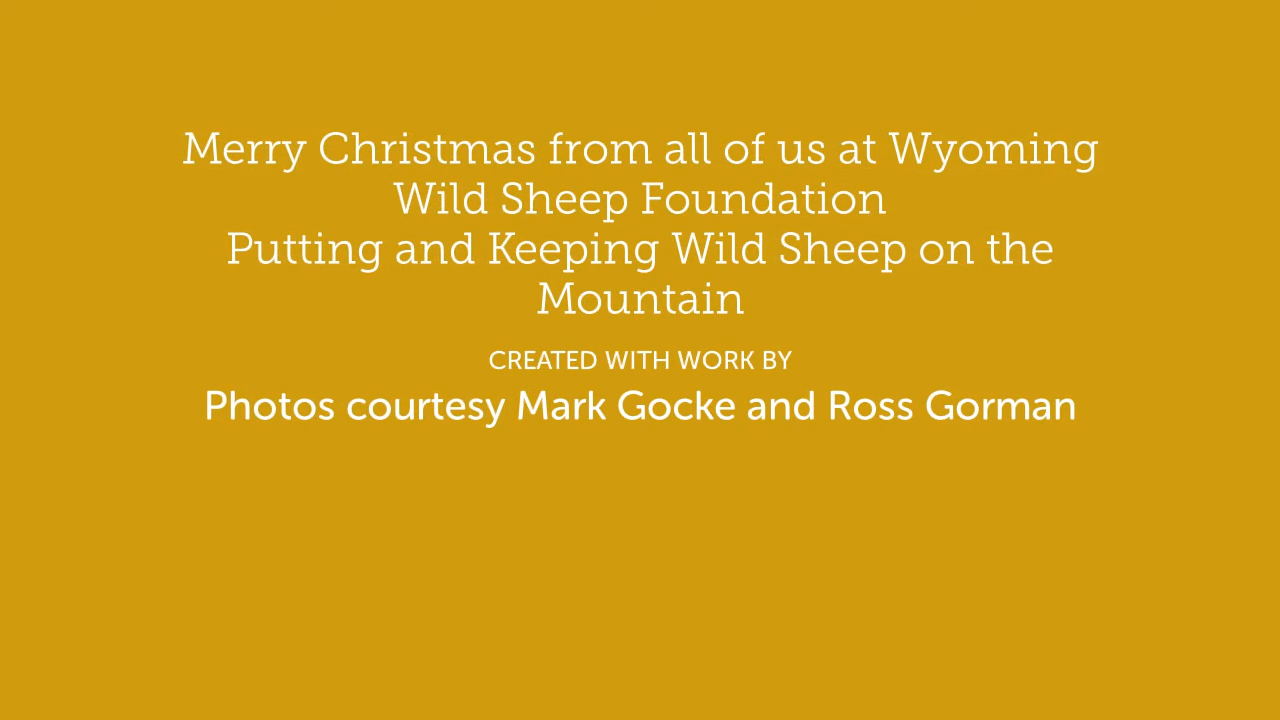 Merry Christmas from all of us at Wyoming
Wild Sheep Foundation
Putting and Keeping Wild Sheep on the
Mountain
CREATED WITH WORK BY
Photos courtesy Mark Gocke and Ross Gorman